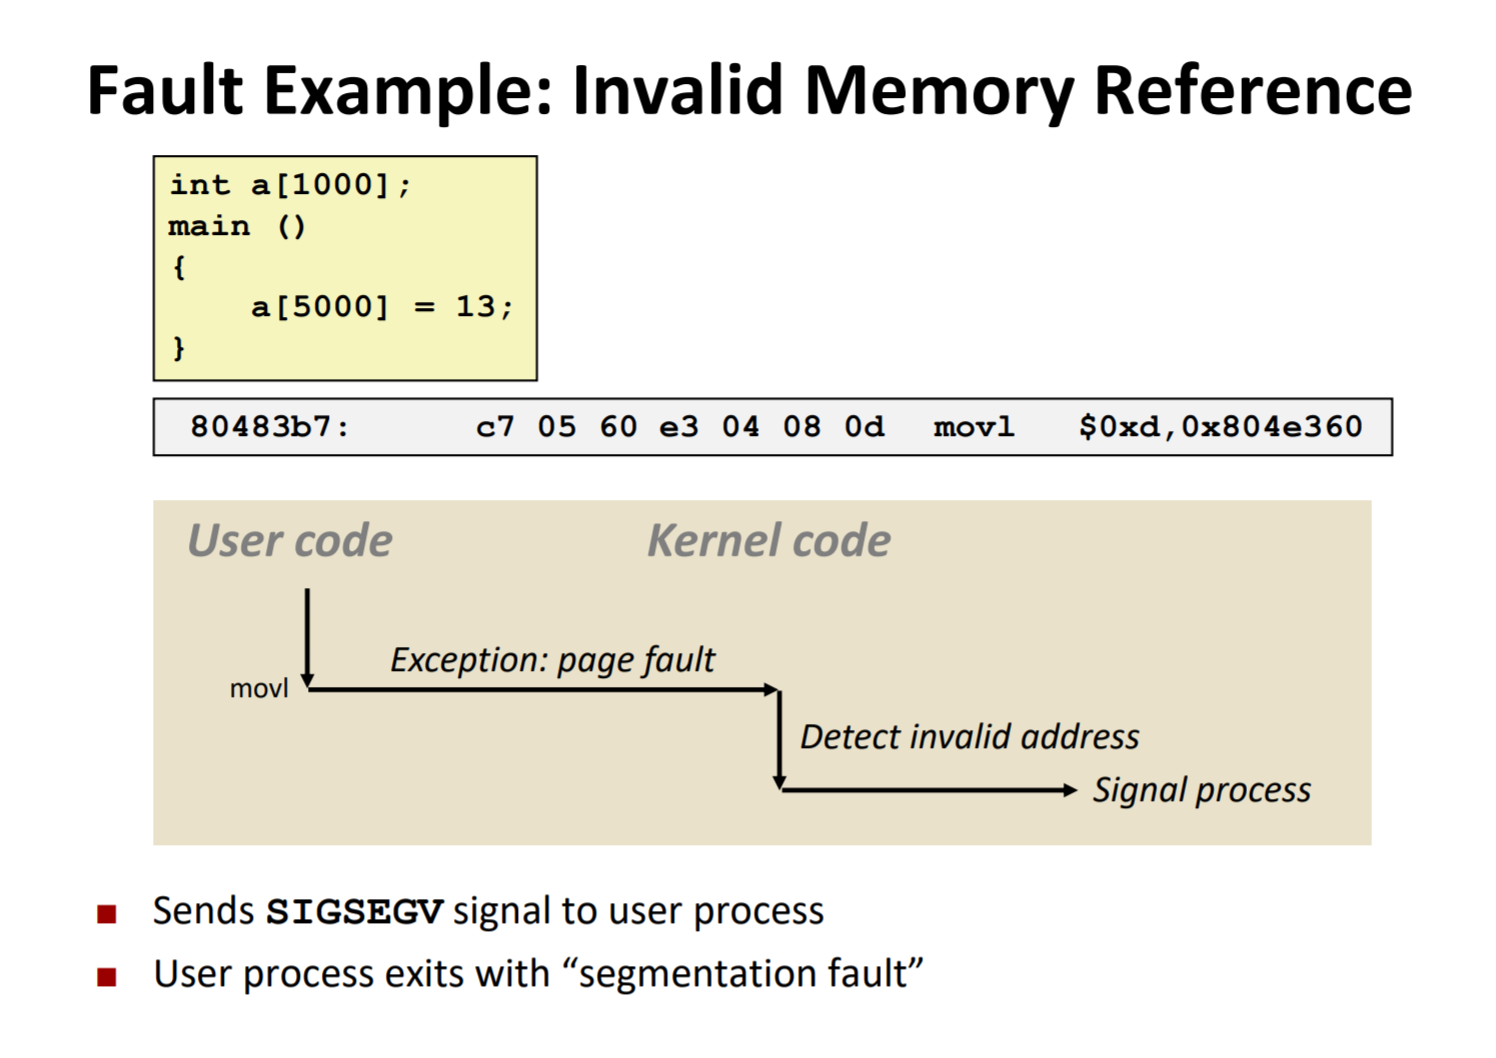 Fault Example: Invalid Memory Reference
int a[1000];
main ()
{
    a[5000] = 13;
}
80483b7: c7 05 60 e3 04 08 0d movl $0xd,0x804e360
User code Kernel code
Exception: page fault
movl
Detect invalid address
Signal process
■ Sends SIGSEGV signal to user process
■ User process exits with “segmentation fault”